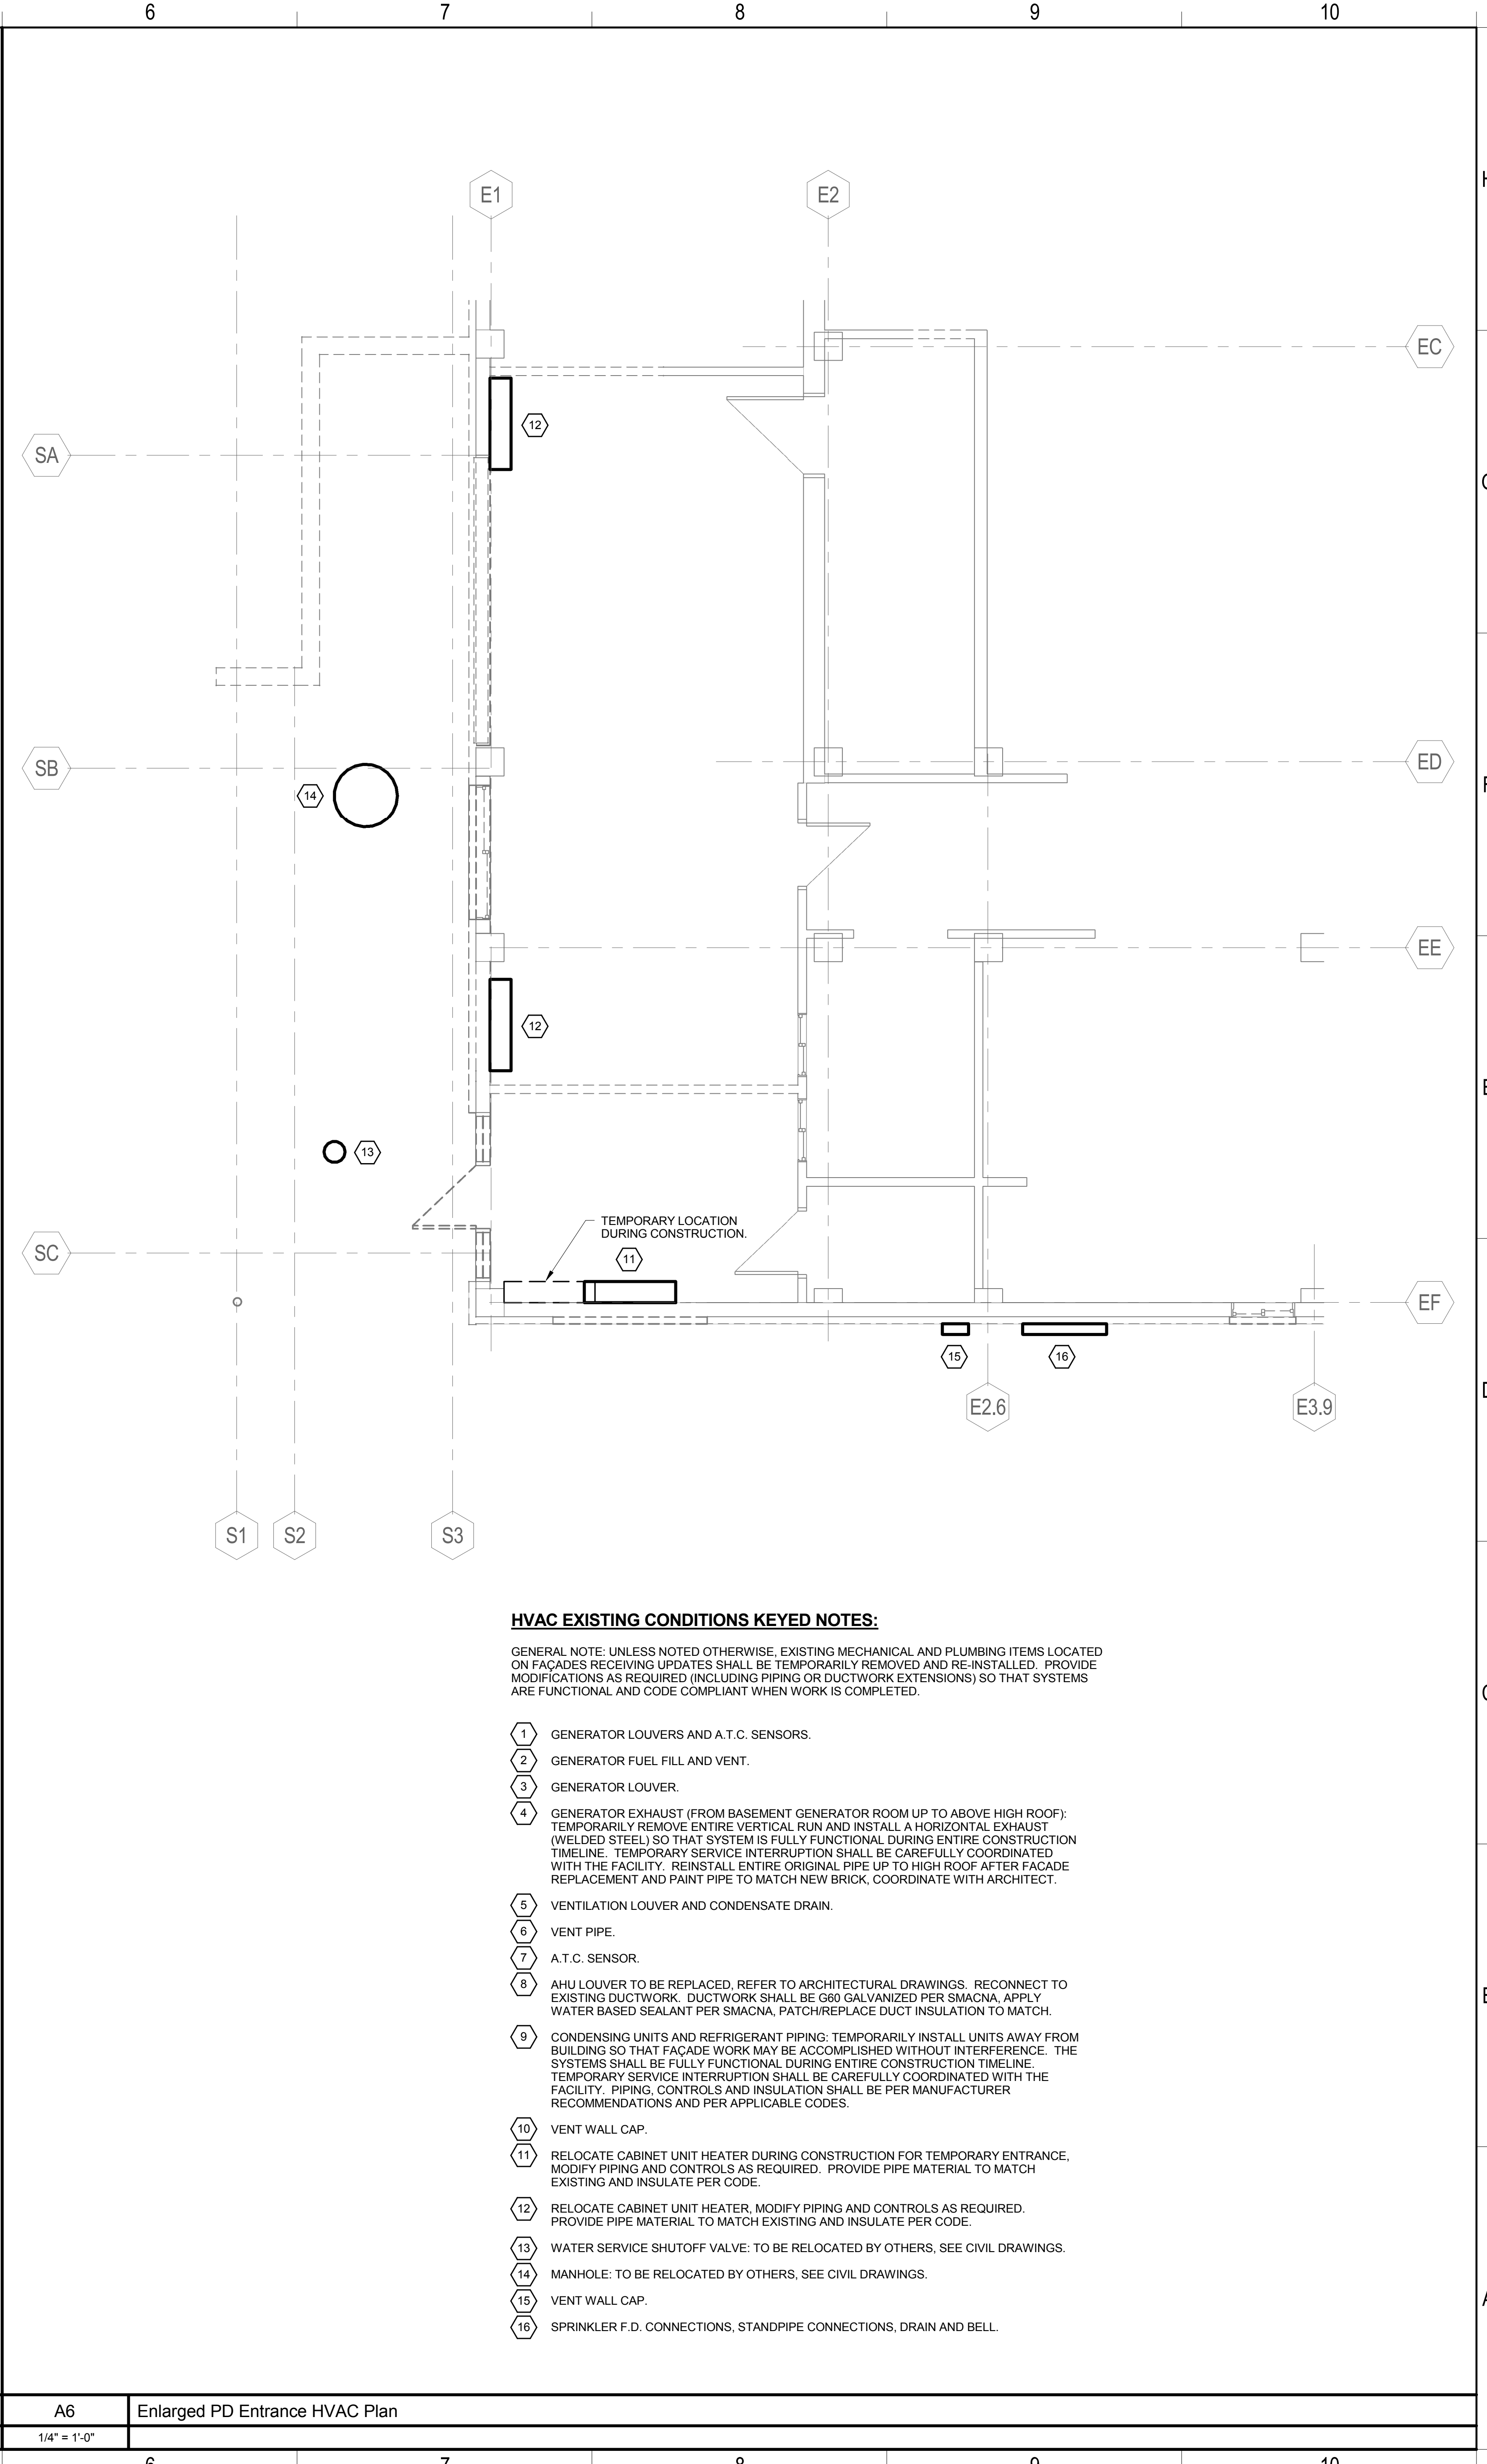 6 7 8 9 10
H
E1 E2
EC
12
SA
G
SB
ED
F
14
EE
12
E
13
TEMPORARY LOCATION
DURING CONSTRUCTION.
SC
11
EF
15 16
D
E2.6 E3.9
S1 S2 S3
HVAC EXISTING CONDITIONS KEYED NOTES:
GENERAL NOTE: UNLESS NOTED OTHERWISE, EXISTING MECHANICAL AND PLUMBING ITEMS LOCATED
ON FAÇADES RECEIVING UPDATES SHALL BE TEMPORARILY REMOVED AND RE-INSTALLED. PROVIDE
MODIFICATIONS AS REQUIRED (INCLUDING PIPING OR DUCTWORK EXTENSIONS) SO THAT SYSTEMS
ARE FUNCTIONAL AND CODE COMPLIANT WHEN WORK IS COMPLETED.
C
1 GENERATOR LOUVERS AND A.T.C. SENSORS.
2 GENERATOR FUEL FILL AND VENT.
3 GENERATOR LOUVER.
4 GENERATOR EXHAUST (FROM BASEMENT GENERATOR ROOM UP TO ABOVE HIGH ROOF):
TEMPORARILY REMOVE ENTIRE VERTICAL RUN AND INSTALL A HORIZONTAL EXHAUST
(WELDED STEEL) SO THAT SYSTEM IS FULLY FUNCTIONAL DURING ENTIRE CONSTRUCTION
TIMELINE. TEMPORARY SERVICE INTERRUPTION SHALL BE CAREFULLY COORDINATED
WITH THE FACILITY. REINSTALL ENTIRE ORIGINAL PIPE UP TO HIGH ROOF AFTER FACADE
REPLACEMENT AND PAINT PIPE TO MATCH NEW BRICK, COORDINATE WITH ARCHITECT.
5 VENTILATION LOUVER AND CONDENSATE DRAIN.
6 VENT PIPE.
7 A.T.C. SENSOR.
8 AHU LOUVER TO BE REPLACED, REFER TO ARCHITECTURAL DRAWINGS. RECONNECT TO
EXISTING DUCTWORK. DUCTWORK SHALL BE G60 GALVANIZED PER SMACNA, APPLY
WATER BASED SEALANT PER SMACNA, PATCH/REPLACE DUCT INSULATION TO MATCH.
B
9 CONDENSING UNITS AND REFRIGERANT PIPING: TEMPORARILY INSTALL UNITS AWAY FROM
BUILDING SO THAT FAÇADE WORK MAY BE ACCOMPLISHED WITHOUT INTERFERENCE. THE
SYSTEMS SHALL BE FULLY FUNCTIONAL DURING ENTIRE CONSTRUCTION TIMELINE.
TEMPORARY SERVICE INTERRUPTION SHALL BE CAREFULLY COORDINATED WITH THE
FACILITY. PIPING, CONTROLS AND INSULATION SHALL BE PER MANUFACTURER
RECOMMENDATIONS AND PER APPLICABLE CODES.
10 VENT WALL CAP.
11 RELOCATE CABINET UNIT HEATER DURING CONSTRUCTION FOR TEMPORARY ENTRANCE,
MODIFY PIPING AND CONTROLS AS REQUIRED. PROVIDE PIPE MATERIAL TO MATCH
EXISTING AND INSULATE PER CODE.
12 RELOCATE CABINET UNIT HEATER, MODIFY PIPING AND CONTROLS AS REQUIRED.
PROVIDE PIPE MATERIAL TO MATCH EXISTING AND INSULATE PER CODE.
13 WATER SERVICE SHUTOFF VALVE: TO BE RELOCATED BY OTHERS, SEE CIVIL DRAWINGS.
14 MANHOLE: TO BE RELOCATED BY OTHERS, SEE CIVIL DRAWINGS.
A
15 VENT WALL CAP.
16 SPRINKLER F.D. CONNECTIONS, STANDPIPE CONNECTIONS, DRAIN AND BELL.
A6 Enlarged PD Entrance HVAC Plan
1/4" = 1'-0"
6 7 8 9 10